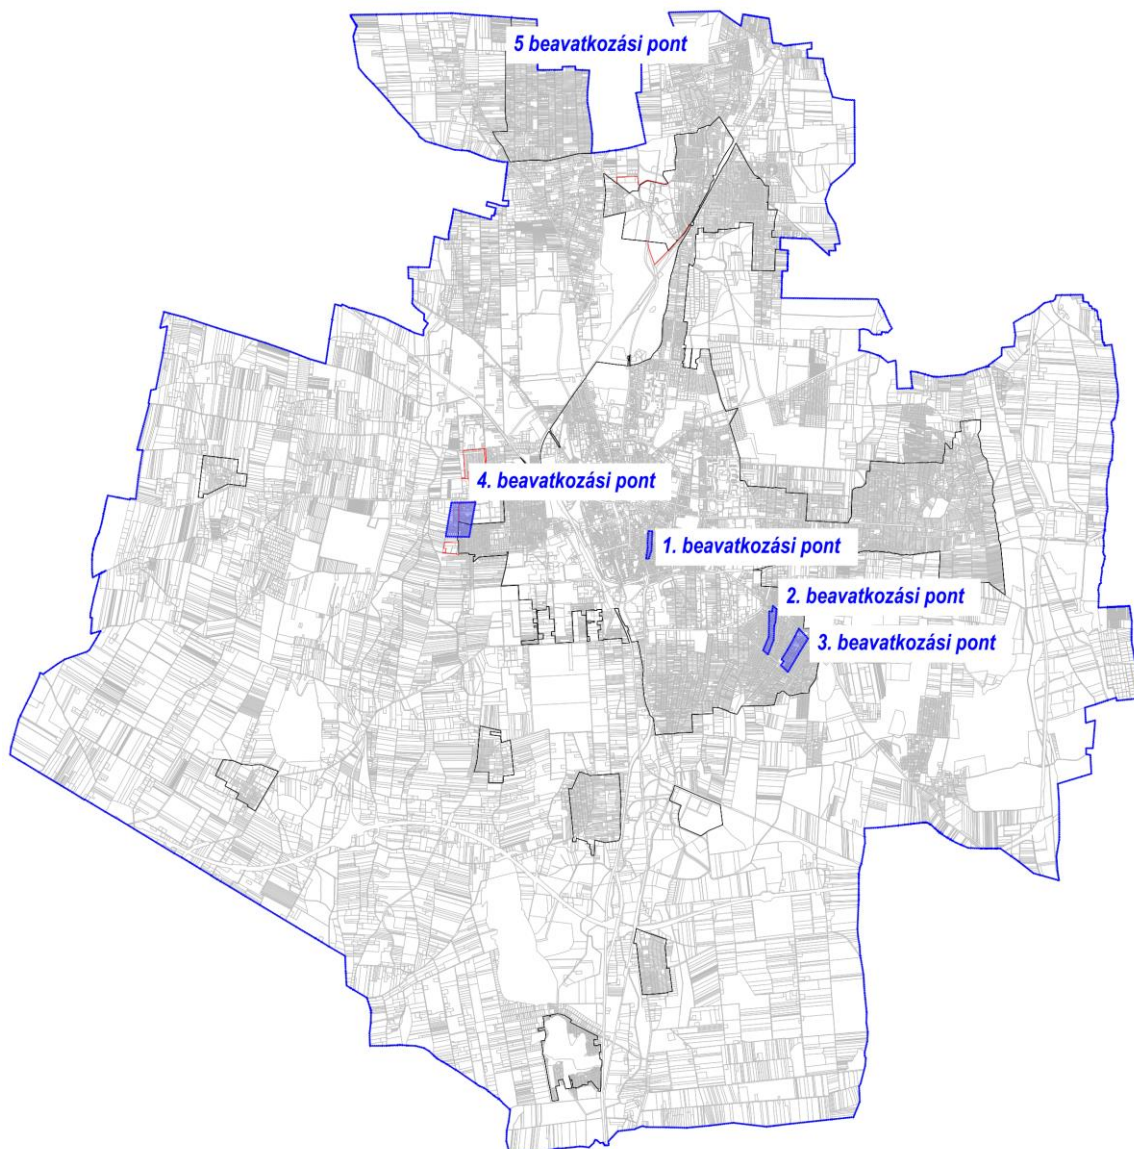 5 beavatkozási pont
4. beavatkozási pont
1. beavatkozási pont
2. beavatkozási pont
3. beavatkozási pont